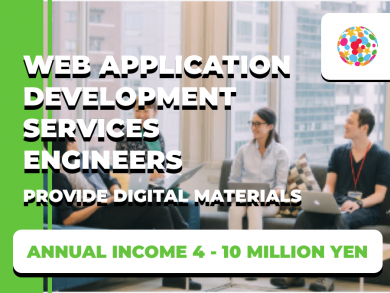 WEB APPLICATION
DEVELOPMENT
SERVICES
ENGINEERS
PROVIDE DIGITAL MATERIALS
ANNUAL INCOME 4 - 10 MILLION YEN